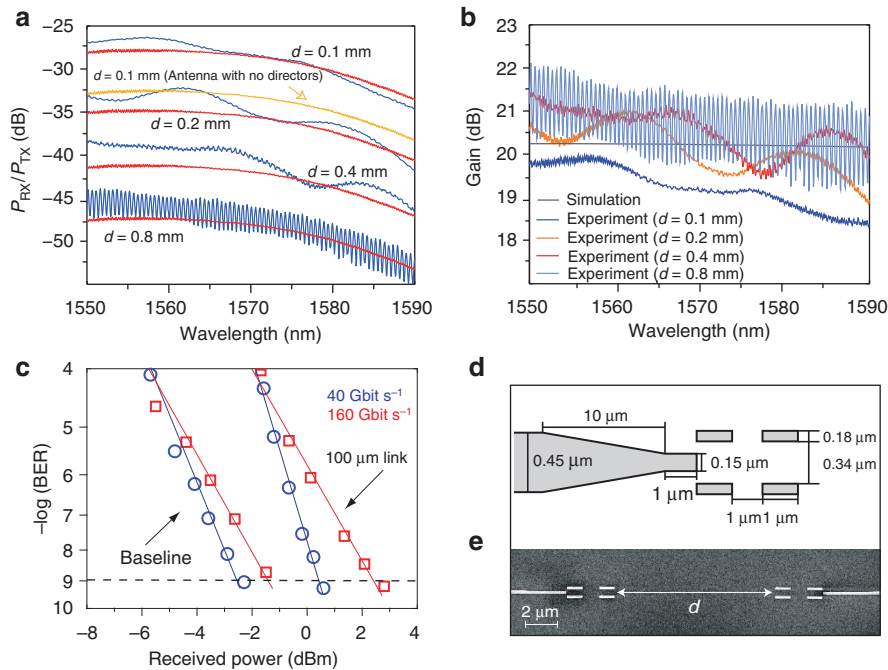 a
−25
−30
−35
−40
−45
−50
P_RX/P_TX (dB)
d = 0.1 mm
d = 0.1 mm (Antenna with no directors)
d = 0.2 mm
d = 0.4 mm
d = 0.8 mm
1550 1560 1570 1580 1590
Wavelength (nm)
b
23
22
21
20
19
18
Gain (dB)
Simulation
Experiment (d = 0.1 mm)
Experiment (d = 0.2 mm)
Experiment (d = 0.4 mm)
Experiment (d = 0.8 mm)
1550 1560 1570 1580 1590
Wavelength (nm)
c
4
5
6
7
8
9
10
–log (BER)
40 Gbit s⁻¹
160 Gbit s⁻¹
100 μm link
Baseline
−8 −6 −4 −2 0 2 4
Received power (dBm)
d
10 μm
0.45 μm
0.15 μm
0.18 μm
0.34 μm
1 μm
1 μm 1 μm
e
d
2 μm